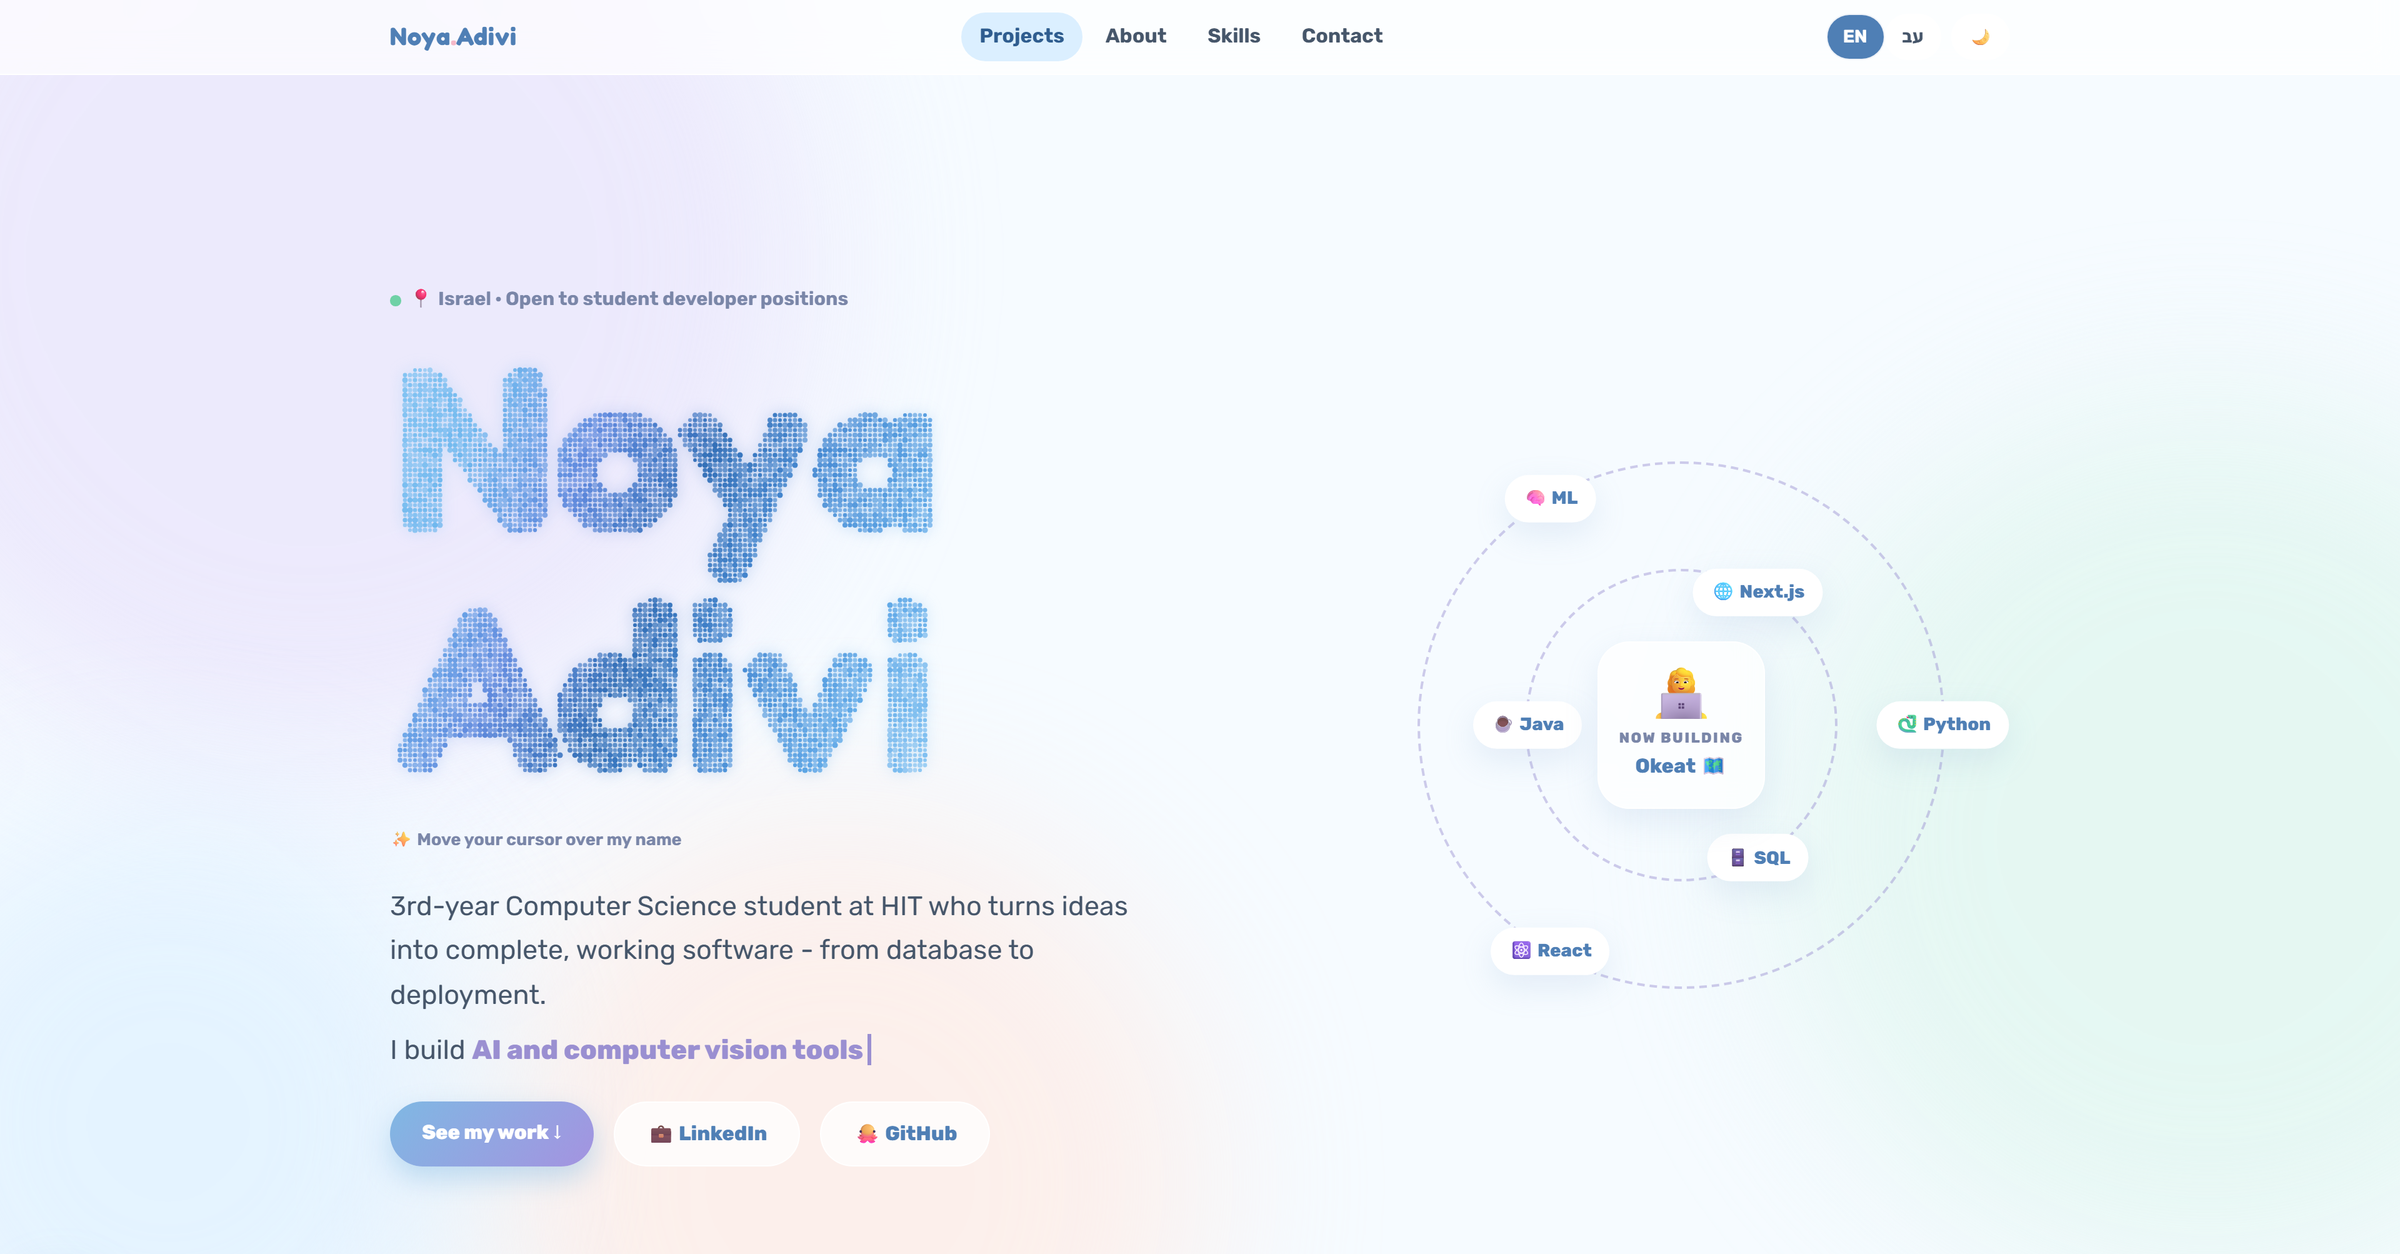 Noya.Adivi
Projects
About
Skills
Contact
EN
עב
Israel • Open to student developer positions
Noya
Adivi
Move your cursor over my name
3rd-year Computer Science student at HIT who turns ideas
into complete, working software - from database to
deployment.
I build AI and computer vision tools
See my work ↓
LinkedIn
GitHub
ML
Next.js
Java
NOW BUILDING
Okeat
Python
SQL
React